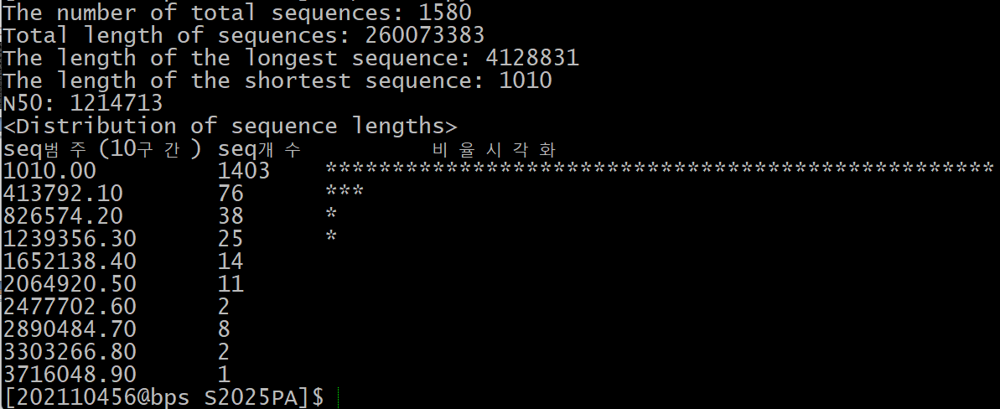 The number of total sequences: 1580
Total length of sequences: 260073383
The length of the longest sequence: 4128831
The length of the shortest sequence: 1010
N50: 1214713
<Distribution of sequence lengths>
seq범주(10구간) seq개수 비율시각화
1010.00 1403 **************************************************
413792.10 76 ***
826574.20 38 *
1239356.30 25 *
1652138.40 14
2064920.50 11
2477702.60 2
2890484.70 8
3303266.80 2
3716048.90 1
[202110456@bps S2025PA]$